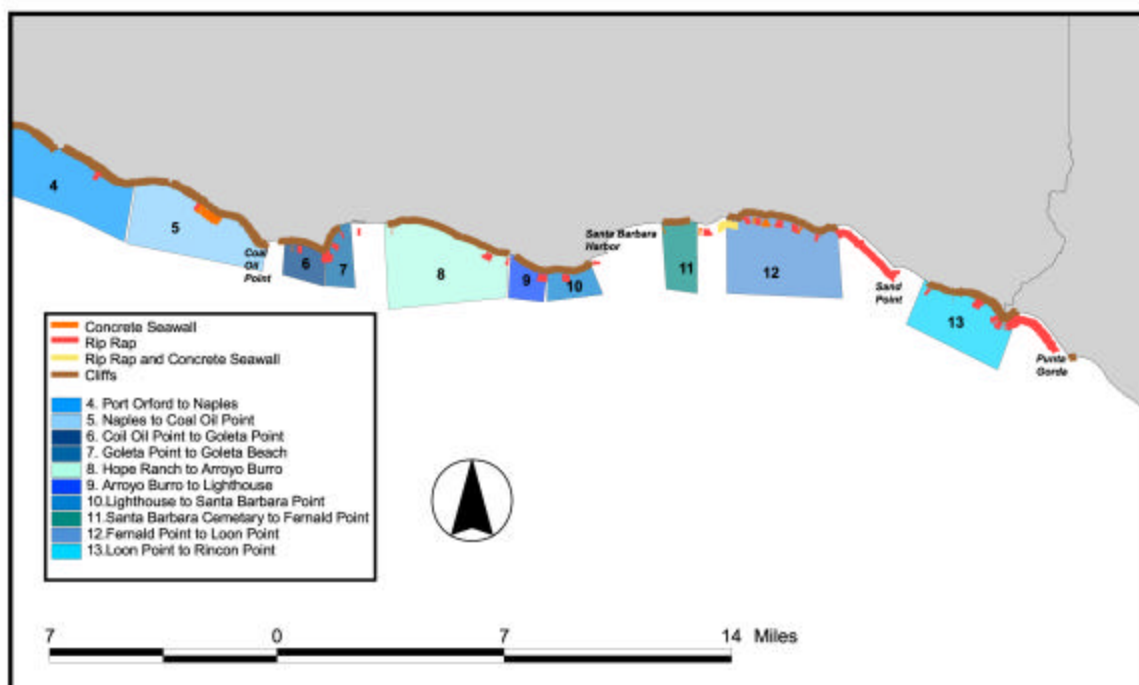 4
5
Coal
Oil
Point
6
7
8
9
10
Santa Barbara
Harbor
11
12
Sand
Point
13
Punta
Gorda
Concrete Seawall
Rip Rap
Rip Rap and Concrete Seawall
Cliffs
4. Port Orford to Naples
5. Naples to Coal Oil Point
6. Coil Oil Point to Goleta Point
7. Goleta Point to Goleta Beach
8. Hope Ranch to Arroyo Burro
9. Arroyo Burro to Lighthouse
10.Lighthouse to Santa Barbara Point
11.Santa Barbara Cemetary to Fernald Point
12.Fernald Point to Loon Point
13.Loon Point to Rincon Point
7 0 7 14 Miles